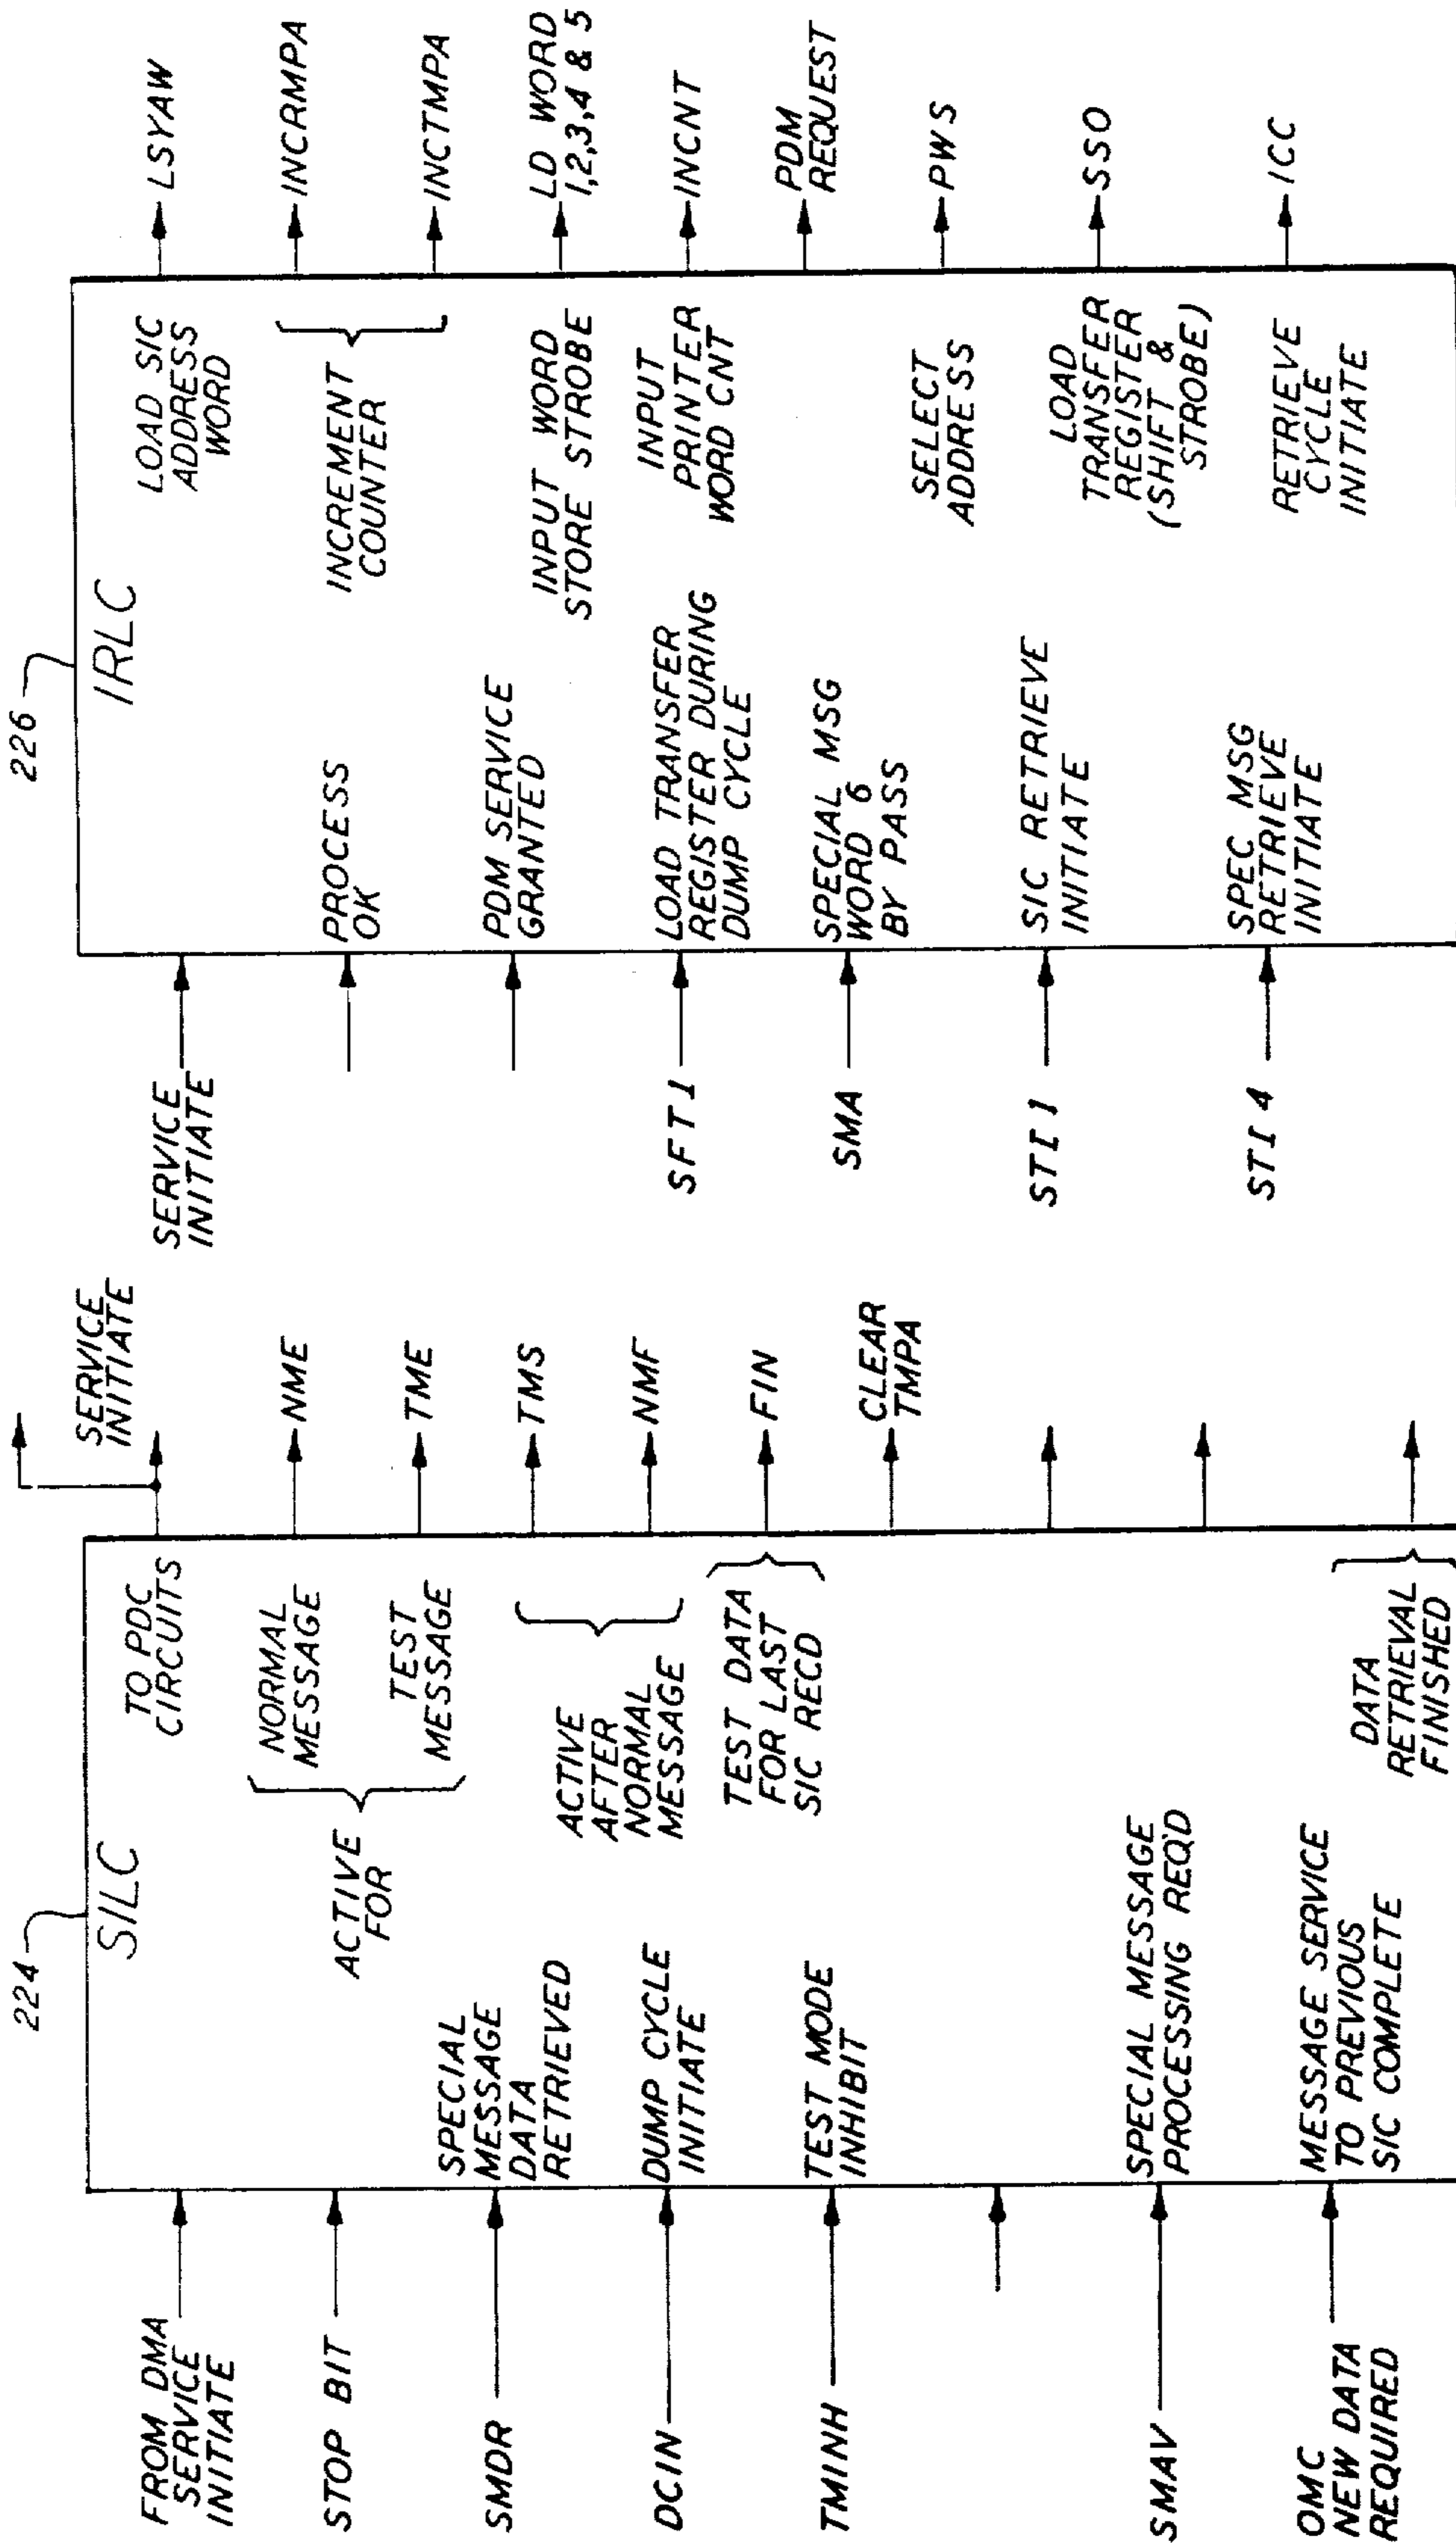 224
SILC
FROM DMA
SERVICE
INITIATE
STOP BIT
SMDR
DCIN
TMINH
SMAV
OMC
NEW DATA
REQUIRED
SPECIAL
MESSAGE
DATA
RETRIEVED
DUMP CYCLE
INITIATE
TEST MODE
INHIBIT
SPECIAL MESSAGE
PROCESSING REQ'D
MESSAGE SERVICE
TO PREVIOUS
SIC COMPLETE
TO PDC
CIRCUITS
ACTIVE
FOR
NORMAL
MESSAGE
TEST
MESSAGE
ACTIVE
AFTER
NORMAL
MESSAGE
TEST DATA
FOR LAST
SIC RECD
DATA
RETRIEVAL
FINISHED
SERVICE
INITIATE
NME
TME
TMS
NMF
FIN
CLEAR
TMPA
226
IRLC
SERVICE
INITIATE
SFT1
SMA
STI 1
STI 4
PROCESS
OK
PDM SERVICE
GRANTED
LOAD TRANSFER
REGISTER DURING
DUMP CYCLE
SPECIAL MSG
WORD 6
BY PASS
SIC RETRIEVE
INITIATE
SPEC MSG
RETRIEVE
INITIATE
LOAD SIC
ADDRESS
WORD
INCREMENT
COUNTER
INPUT WORD
STORE STROBE
INPUT
PRINTER
WORD CNT
SELECT
ADDRESS
LOAD
TRANSFER
REGISTER
(SHIFT &
STROBE)
RETRIEVE
CYCLE
INITIATE
LSYAW
INCRMPA
INCTMPA
LD WORD
1,2,3,4 & 5
INCNT
PDM
REQUEST
PWS
SSO
ICC